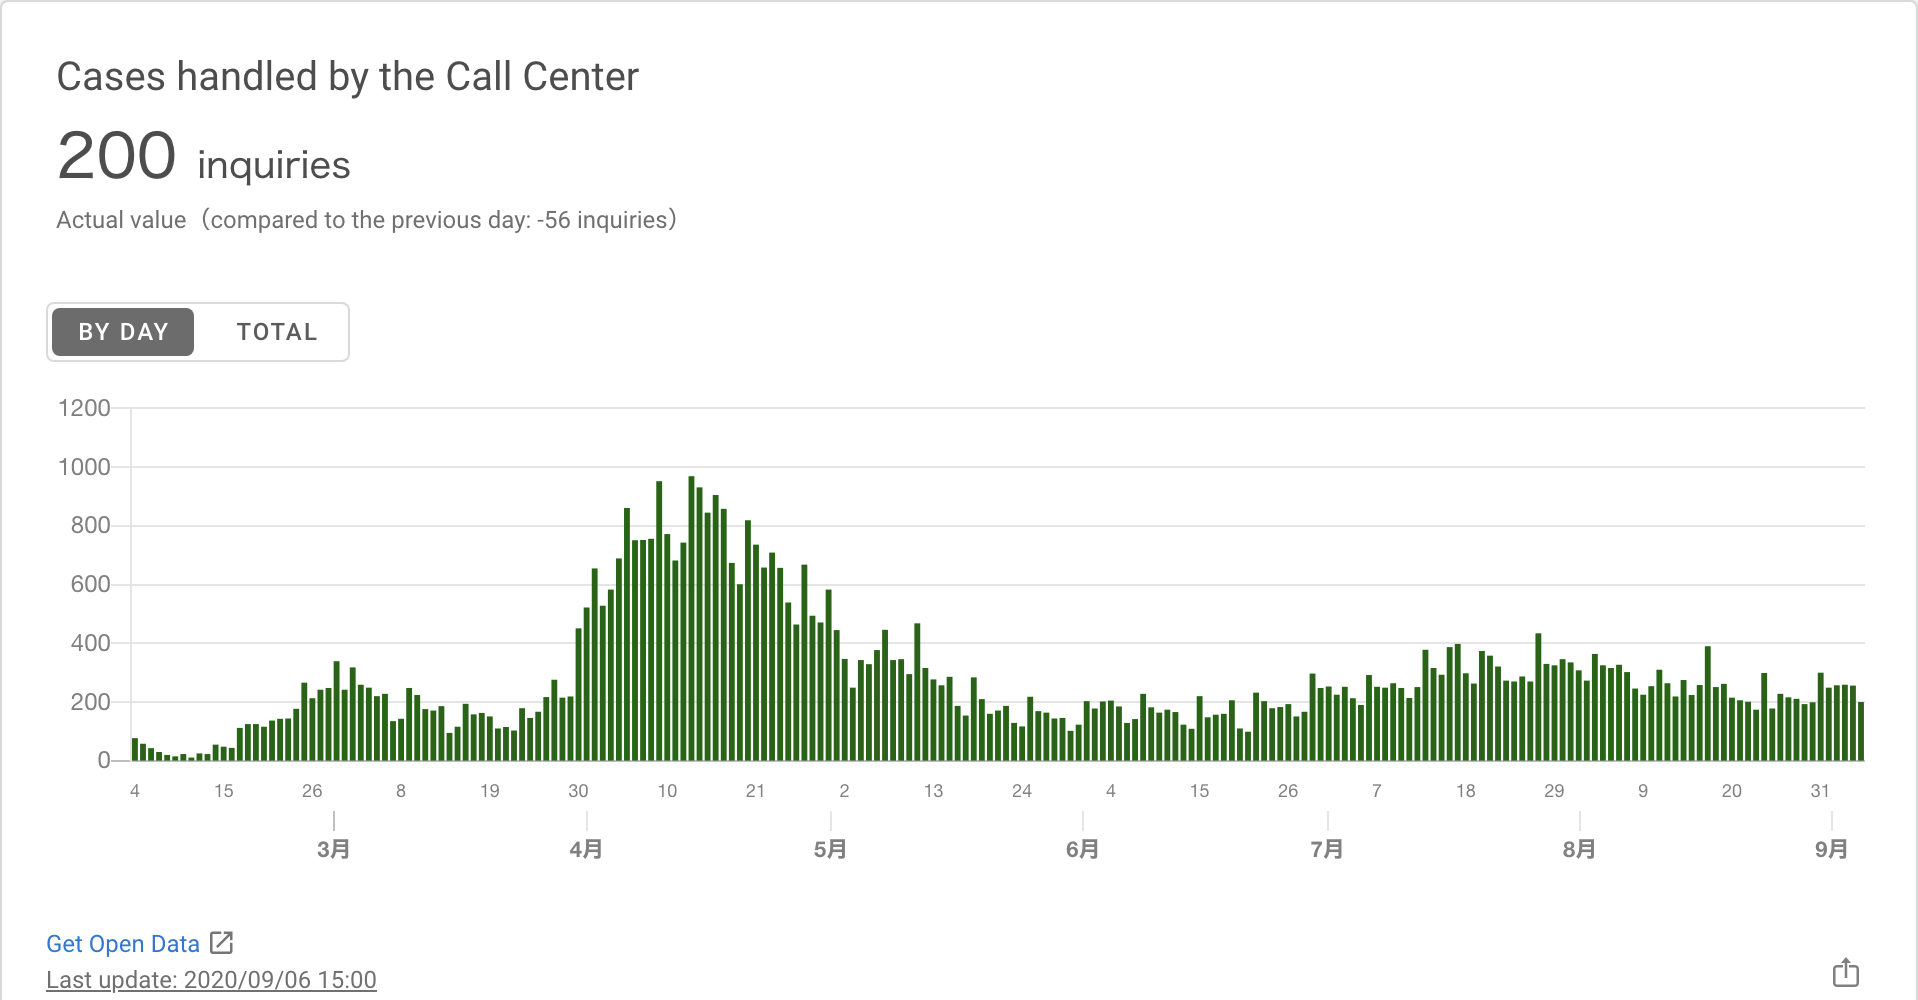 Cases handled by the Call Center
200 inquiries
Actual value（compared to the previous day: -56 inquiries）
BY DAY TOTAL
1200
1000
800
600
400
200
0
4 15 26 8 19 30 10 21 2 13 24 4 15 26 7 18 29 9 20 31
3月 4月 5月 6月 7月 8月 9月
Get Open Data
Last update: 2020/09/06 15:00